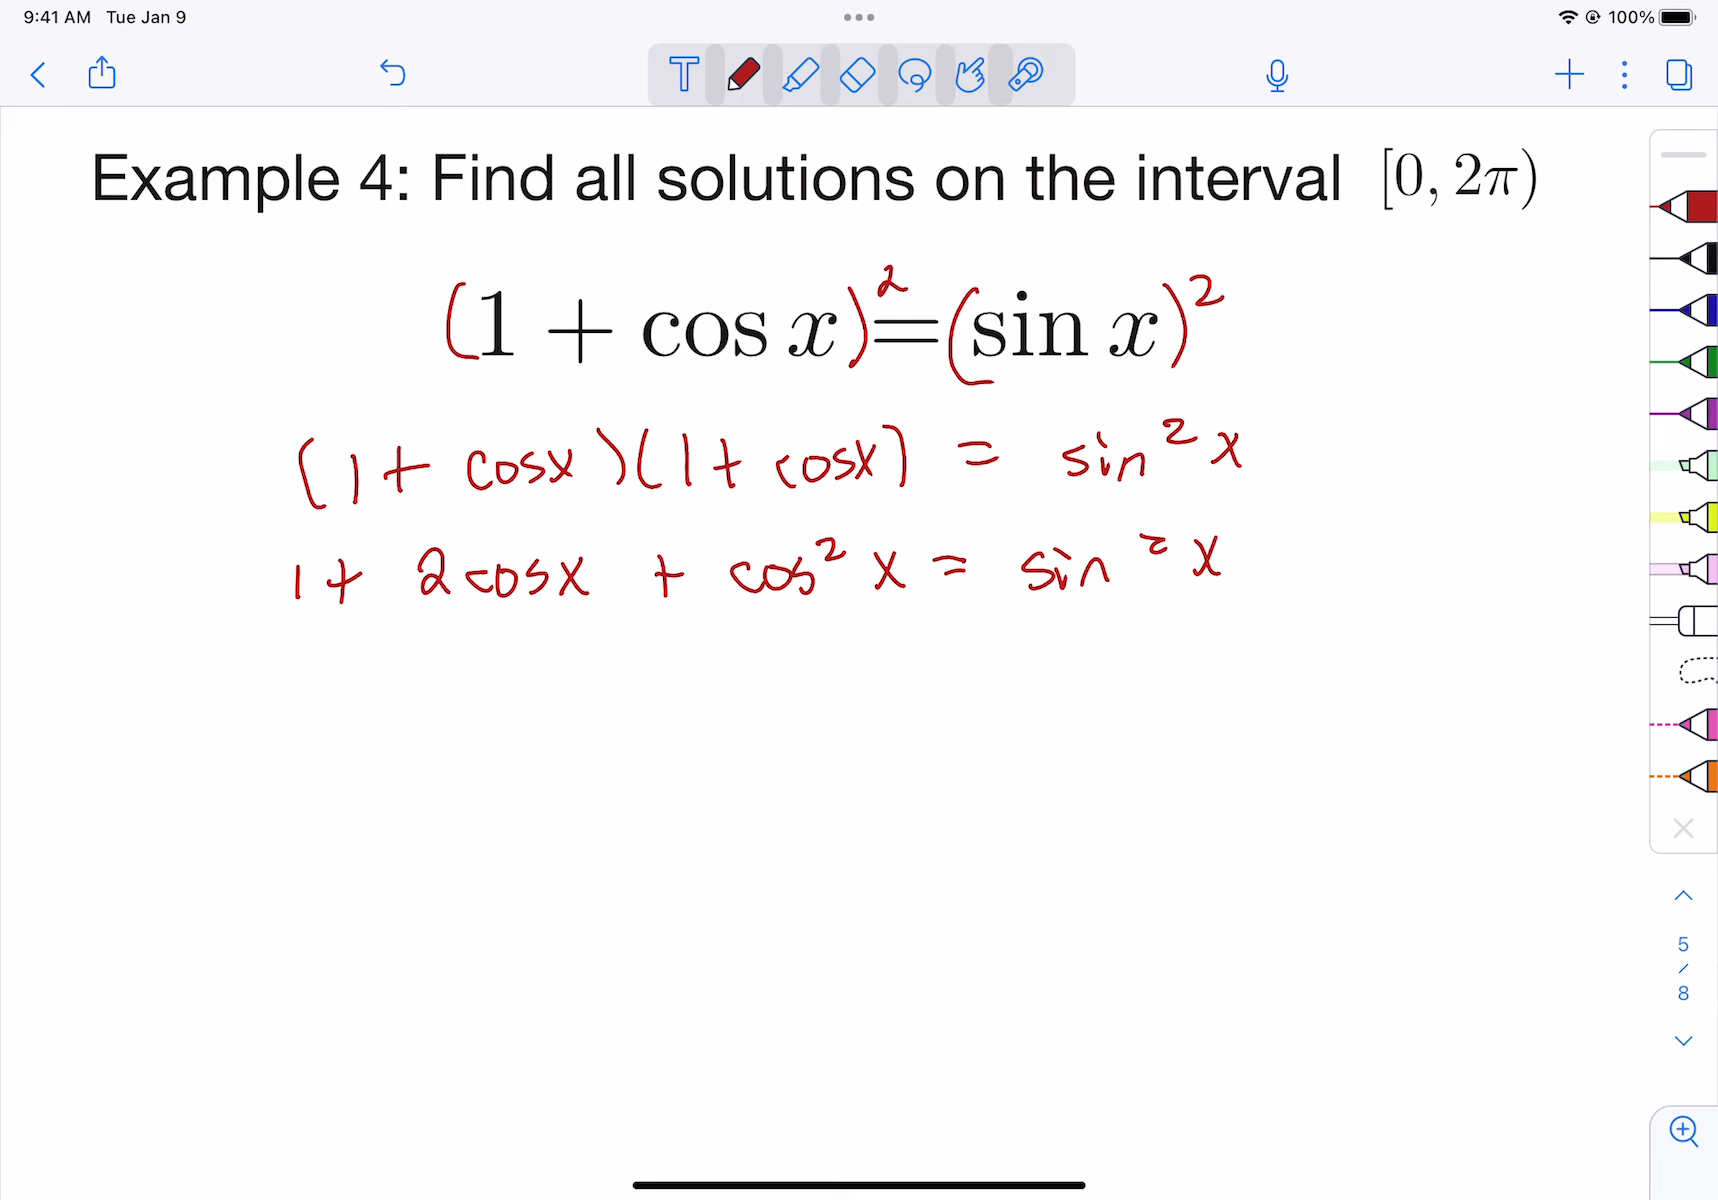 9:41 AM Tue Jan 9 100%
Example 4: Find all solutions on the interval [0, 2π)
(1 + cos x)²=(sin x)²
(1 + cosx)(1 + cosx) = sin² x
1 + 2cosx + cos² x = sin² x
5
/
8